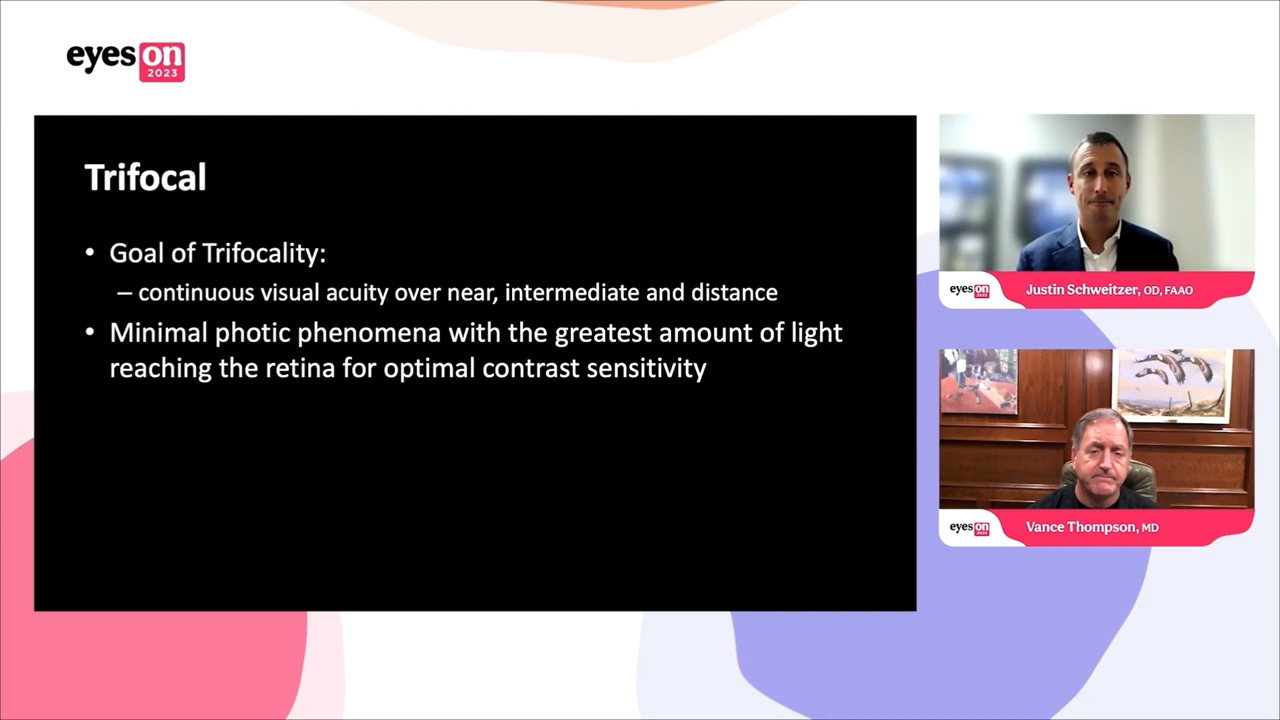 eyes on
2023
Trifocal
• Goal of Trifocality:
– continuous visual acuity over near, intermediate and distance
• Minimal photic phenomena with the greatest amount of light
reaching the retina for optimal contrast sensitivity
eyes on
2023
Justin Schweitzer, OD, FAAO
eyes on
2023
Vance Thompson, MD